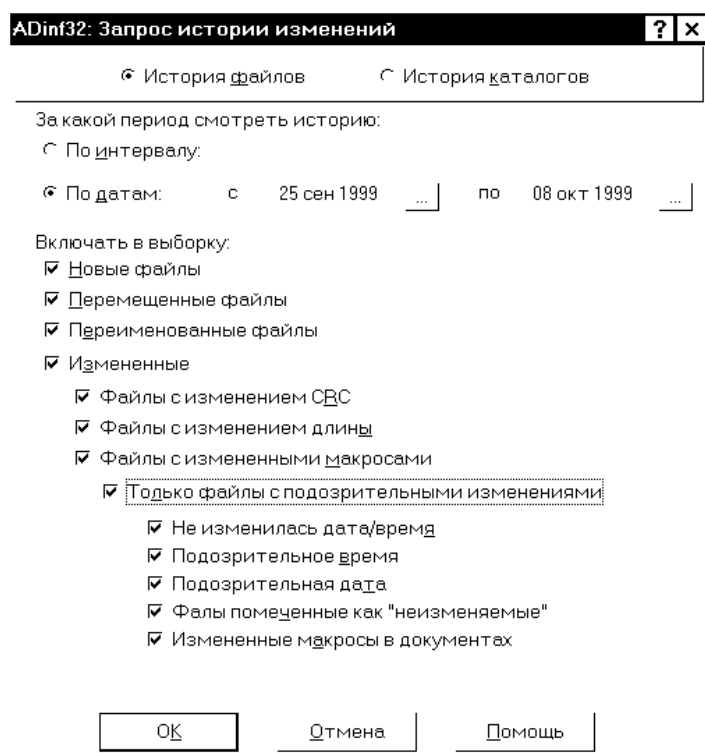 ADinf32: Запрос истории изменений ? ×
История файлов История каталогов
За какой период смотреть историю:
По интервалу:
По датам: с 25 сен 1999 ... по 08 окт 1999 ...
Включать в выборку:
Новые файлы
Перемещенные файлы
Переименованные файлы
Измененные
Файлы с изменением CRC
Файлы с изменением длины
Файлы с измененными макросами
Только файлы с подозрительными изменениями
Не изменилась дата/время
Подозрительное время
Подозрительная дата
Фалы помеченные как "неизменяемые"
Измененные макросы в документах
OK Отмена Помощь